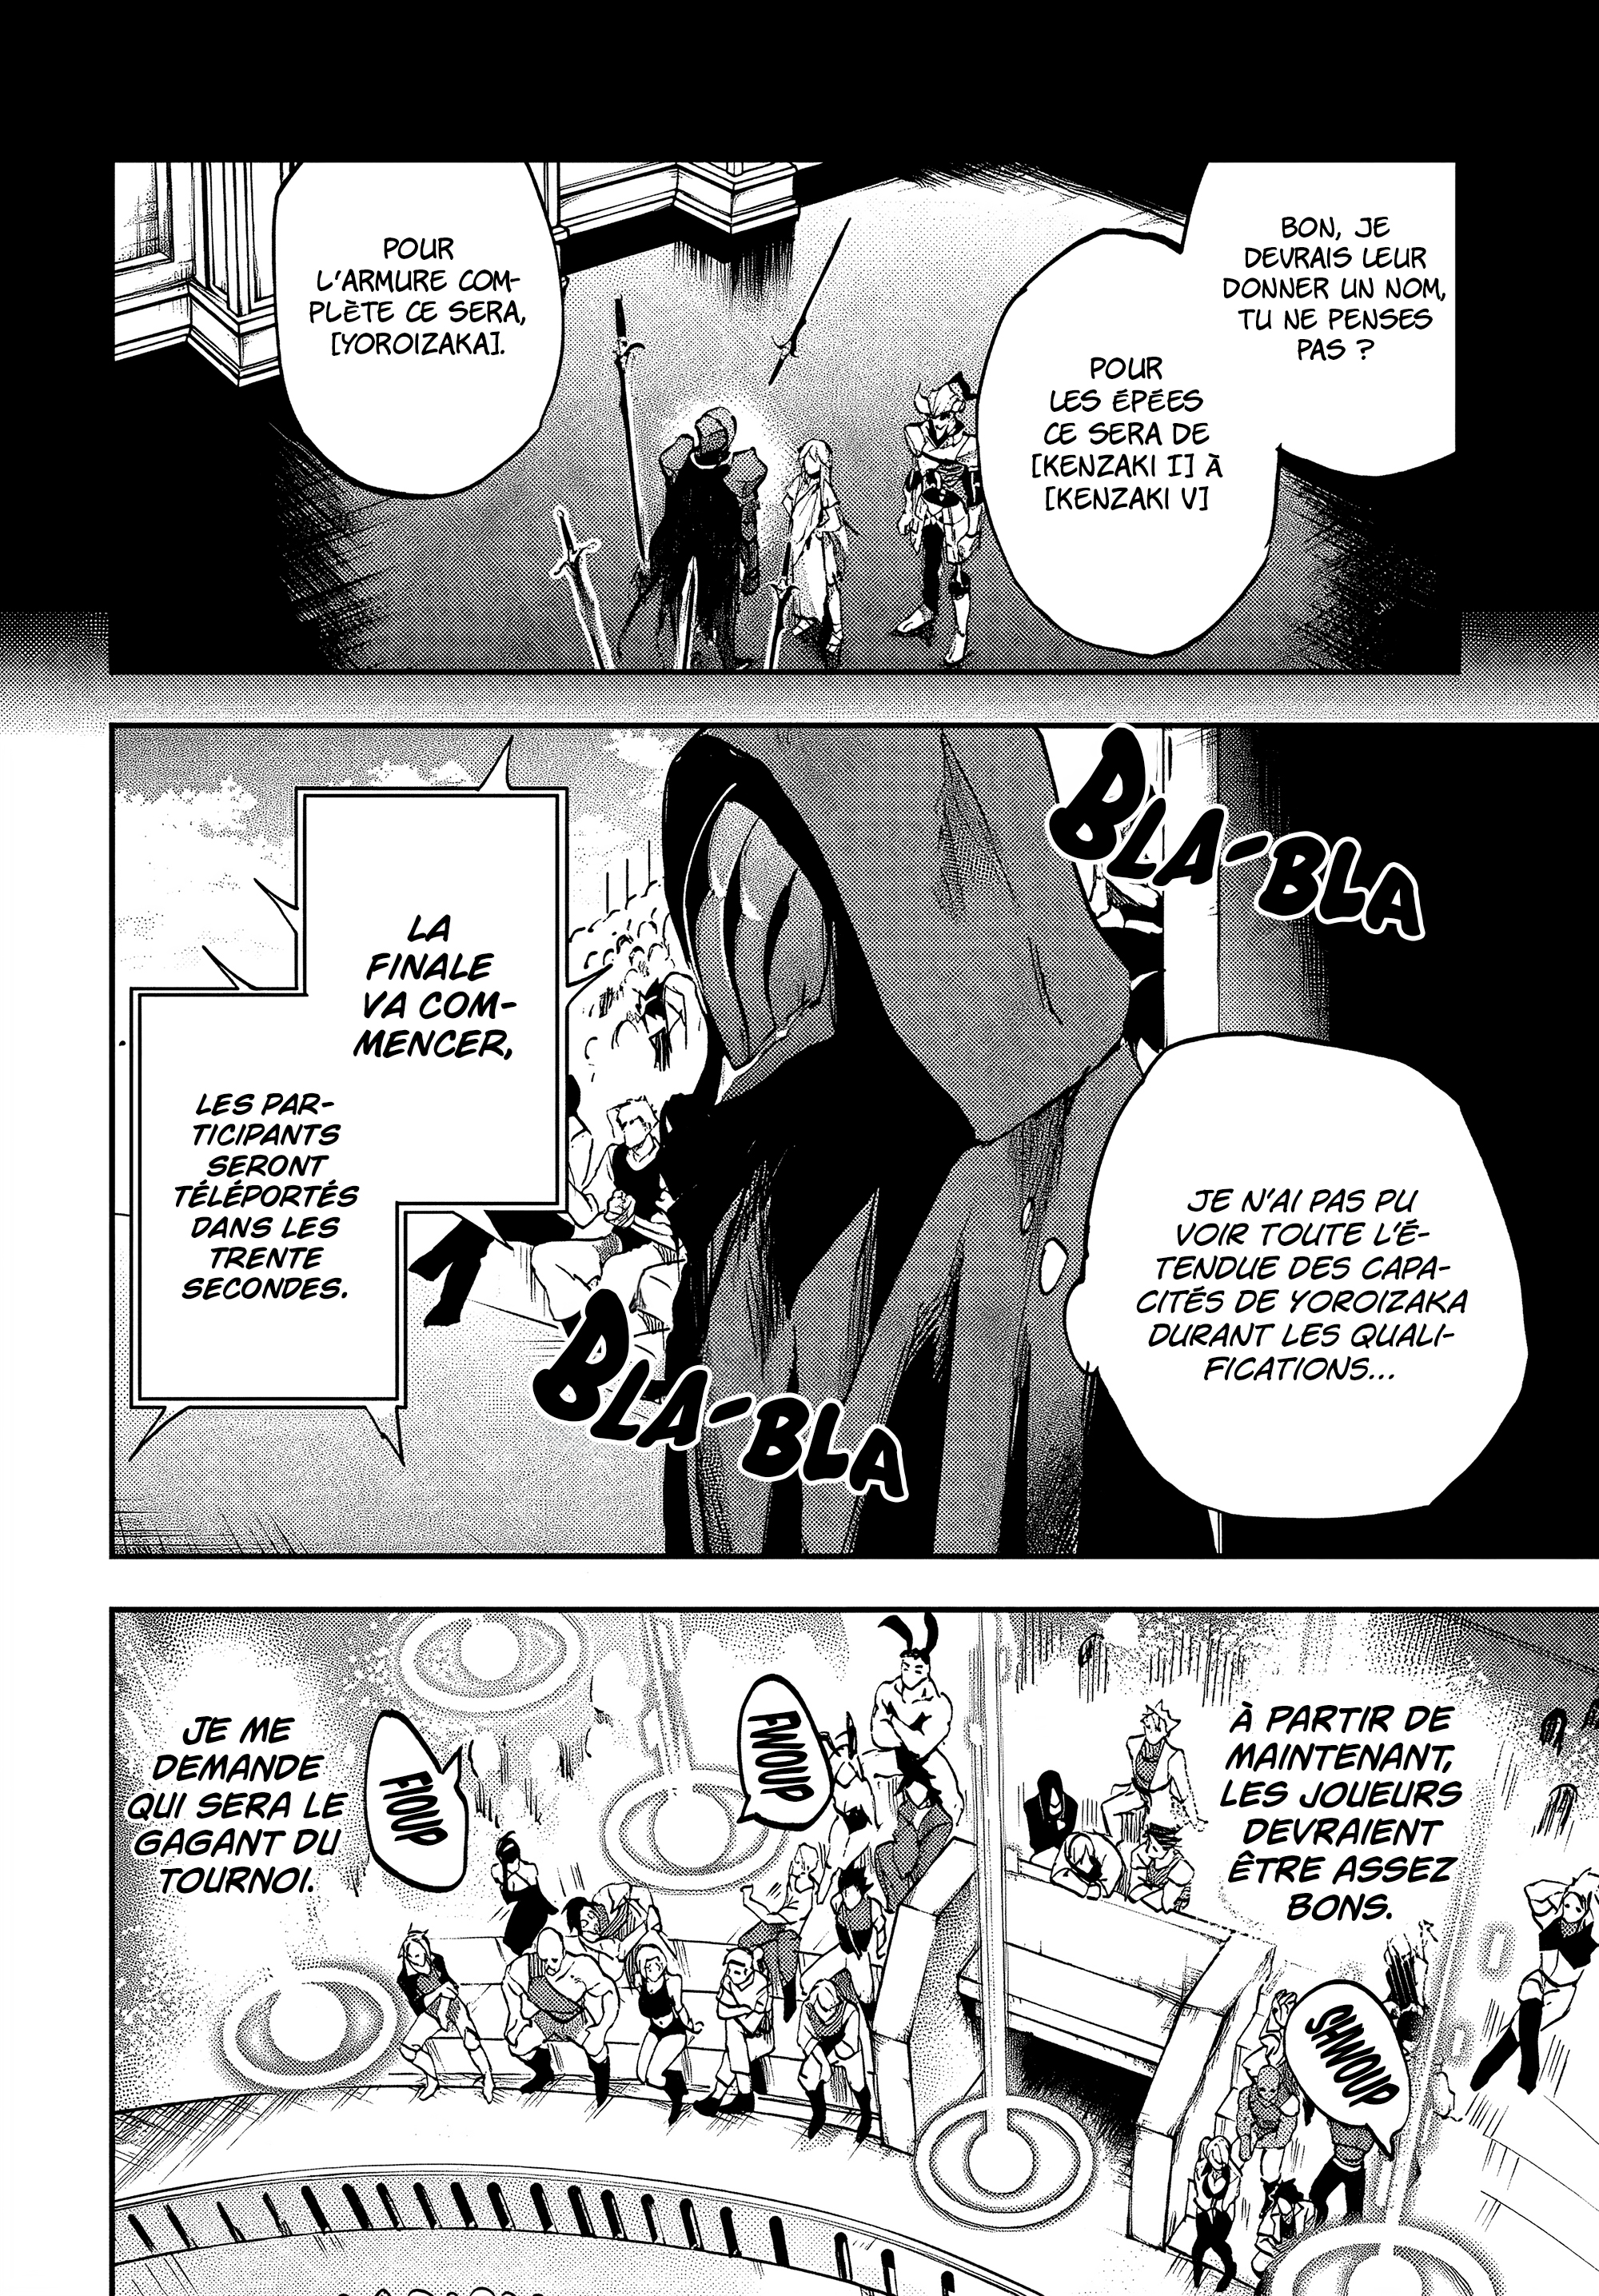 BON, JE
DEVRAIS LEUR
DONNER UN NOM,
TU NE PENSES
PAS ?
POUR
LES ÉPÉES
CE SERA DE
[KENZAKI I] À
[KENZAKI V]
POUR
L'ARMURE COM-
PLÈTE CE SERA,
[YOROIZAKA].
BLA-BLA
LA
FINALE
VA COM-
MENCER,
LES PAR-
TICIPANTS
SERONT
TÉLÉPORTÉS
DANS LES
TRENTE
SECONDES.
JE N'AI PAS PU
VOIR TOUTE L'É-
TENDUE DES CAPA-
CITÉS DE YOROIZAKA
DURANT LES QUALI-
FICATIONS...
BLA-BLA
À PARTIR DE
MAINTENANT,
LES JOUEURS
DEVRAIENT
ÊTRE ASSEZ
BONS.
FWOUP
FIOUP
JE ME
DEMANDE
QUI SERA LE
GAGANT DU
TOURNOI.
SHWOUP